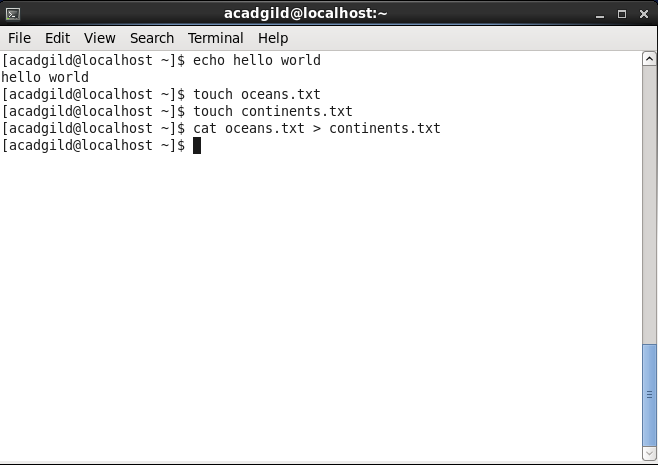 acadgild@localhost:~
File Edit View Search Terminal Help
[acadgild@localhost ~]$ echo hello world
hello world
[acadgild@localhost ~]$ touch oceans.txt
[acadgild@localhost ~]$ touch continents.txt
[acadgild@localhost ~]$ cat oceans.txt > continents.txt
[acadgild@localhost ~]$